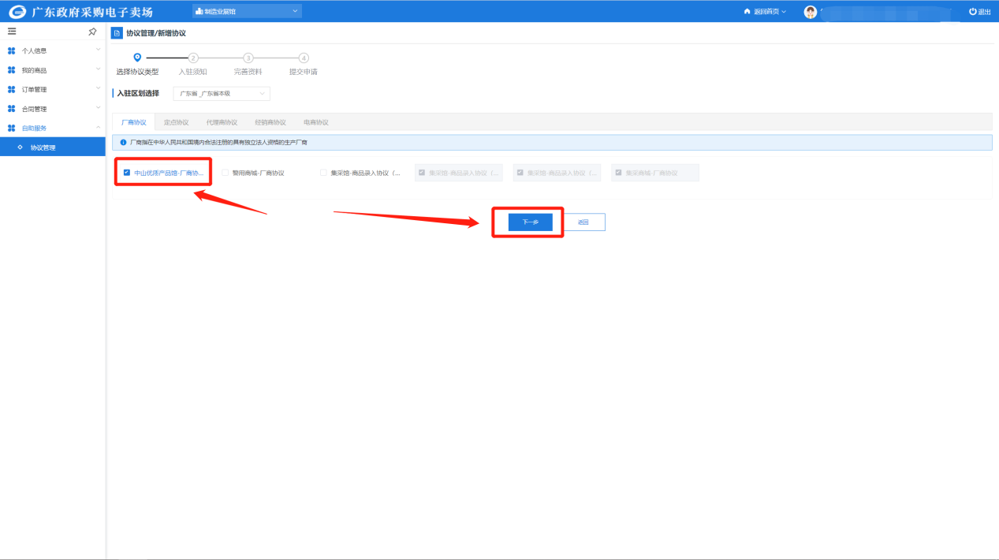 广东政府采购电子卖场
制造业展馆
返回首页
退出
协议管理/新增协议
个人信息
我的商品
订单管理
合同管理
自助服务
协议管理
2
3
4
选择协议类型
入驻须知
完善资料
提交申请
入驻区划选择
广东省_广东省本级
厂商协议
定点协议
代理商协议
经销商协议
电商协议
厂商指在中华人民共和国境内合法注册的具有独立法人资格的生产厂商
中山优质产品馆-厂商协...
警用商城-厂商协议
集采馆-商品录入协议（...
集采馆-商品录入协议（...
集采馆-商品录入协议（...
集采商城-厂商协议
下一步
返回